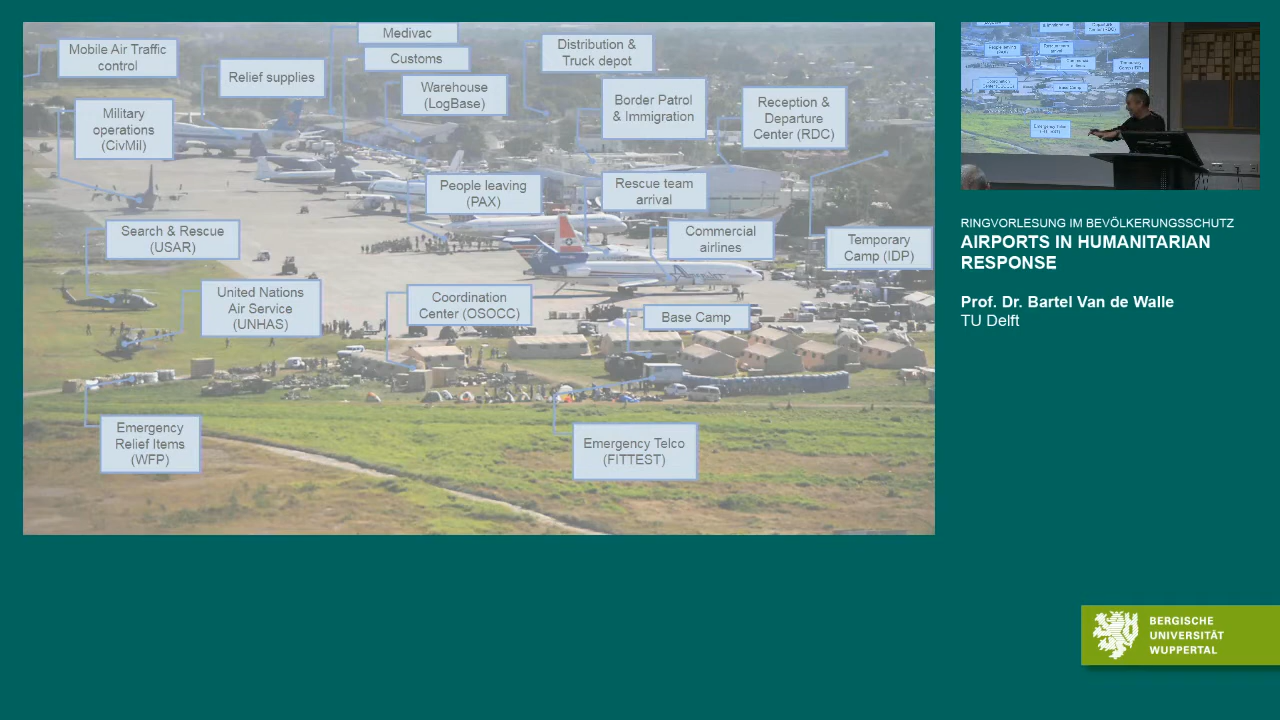 Medivac
Mobile Air Traffic
control
Distribution &
Truck depot
Customs
Relief supplies
Warehouse
(LogBase)
Border Patrol
& Immigration
Reception &
Departure
Center (RDC)
Military
operations
(CivMil)
People leaving
(PAX)
Rescue team
arrival
Search & Rescue
(USAR)
Commercial
airlines
Temporary
Camp (IDP)
United Nations
Air Service
(UNHAS)
Coordination
Center (OSOCC)
Base Camp
Emergency
Relief Items
(WFP)
Emergency Telco
(FITTEST)
RINGVORLESUNG IM BEVÖLKERUNGSSCHUTZ
AIRPORTS IN HUMANITARIAN
RESPONSE
Prof. Dr. Bartel Van de Walle
TU Delft
BERGISCHE
UNIVERSITÄT
WUPPERTAL